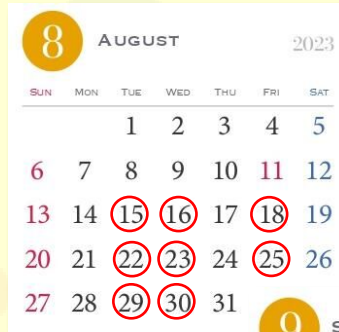 8 AUGUST 2023
SUN MON TUE WED THU FRI SAT
1 2 3 4 5
6 7 8 9 10 11 12
13 14 15 16 17 18 19
20 21 22 23 24 25 26
27 28 29 30 31
9 S